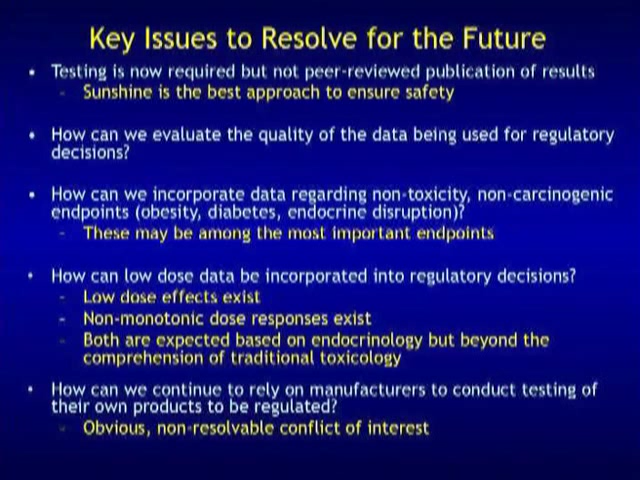 Key Issues to Resolve for the Future
• Testing is now required but not peer-reviewed publication of results
- Sunshine is the best approach to ensure safety
• How can we evaluate the quality of the data being used for regulatory
decisions?
• How can we incorporate data regarding non-toxicity, non-carcinogenic
endpoints (obesity, diabetes, endocrine disruption)?
- These may be among the most important endpoints
• How can low dose data be incorporated into regulatory decisions?
- Low dose effects exist
- Non-monotonic dose responses exist
- Both are expected based on endocrinology but beyond the
comprehension of traditional toxicology
• How can we continue to rely on manufacturers to conduct testing of
their own products to be regulated?
- Obvious, non-resolvable conflict of interest